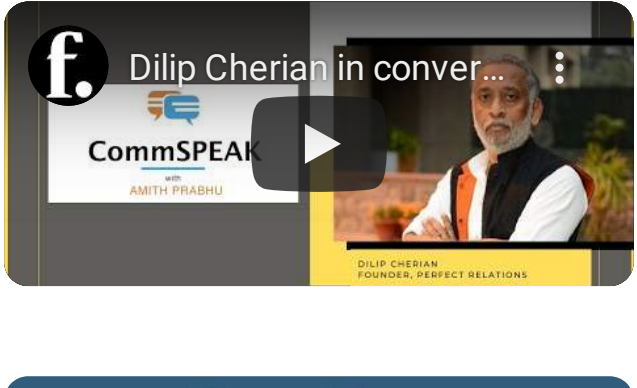 f.
Dilip Cherian in conver...
CommSPEAK
with
AMITH PRABHU
DILIP CHERIAN
FOUNDER, PERFECT RELATIONS